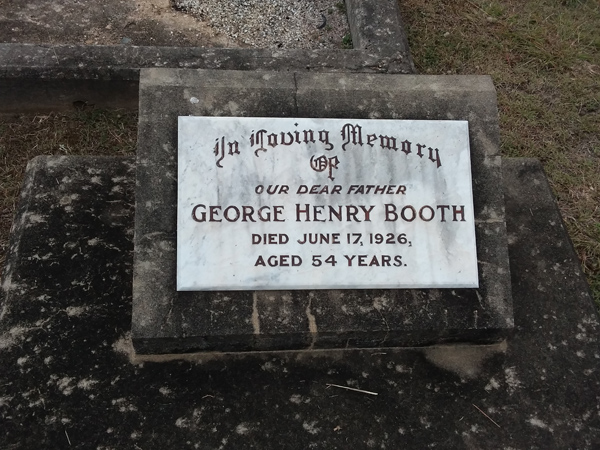 In Loving Memory
OF
OUR DEAR FATHER
GEORGE HENRY BOOTH
DIED JUNE 17, 1926,
AGED 54 YEARS.